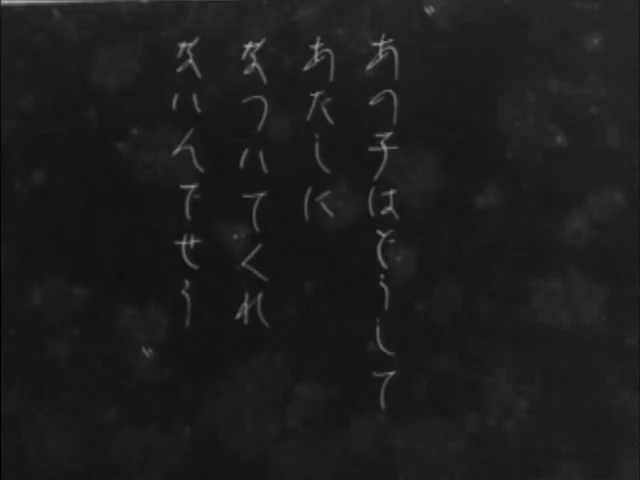 〝あの子はどうして
あたしに
なついてくれ
ないんでせう〟